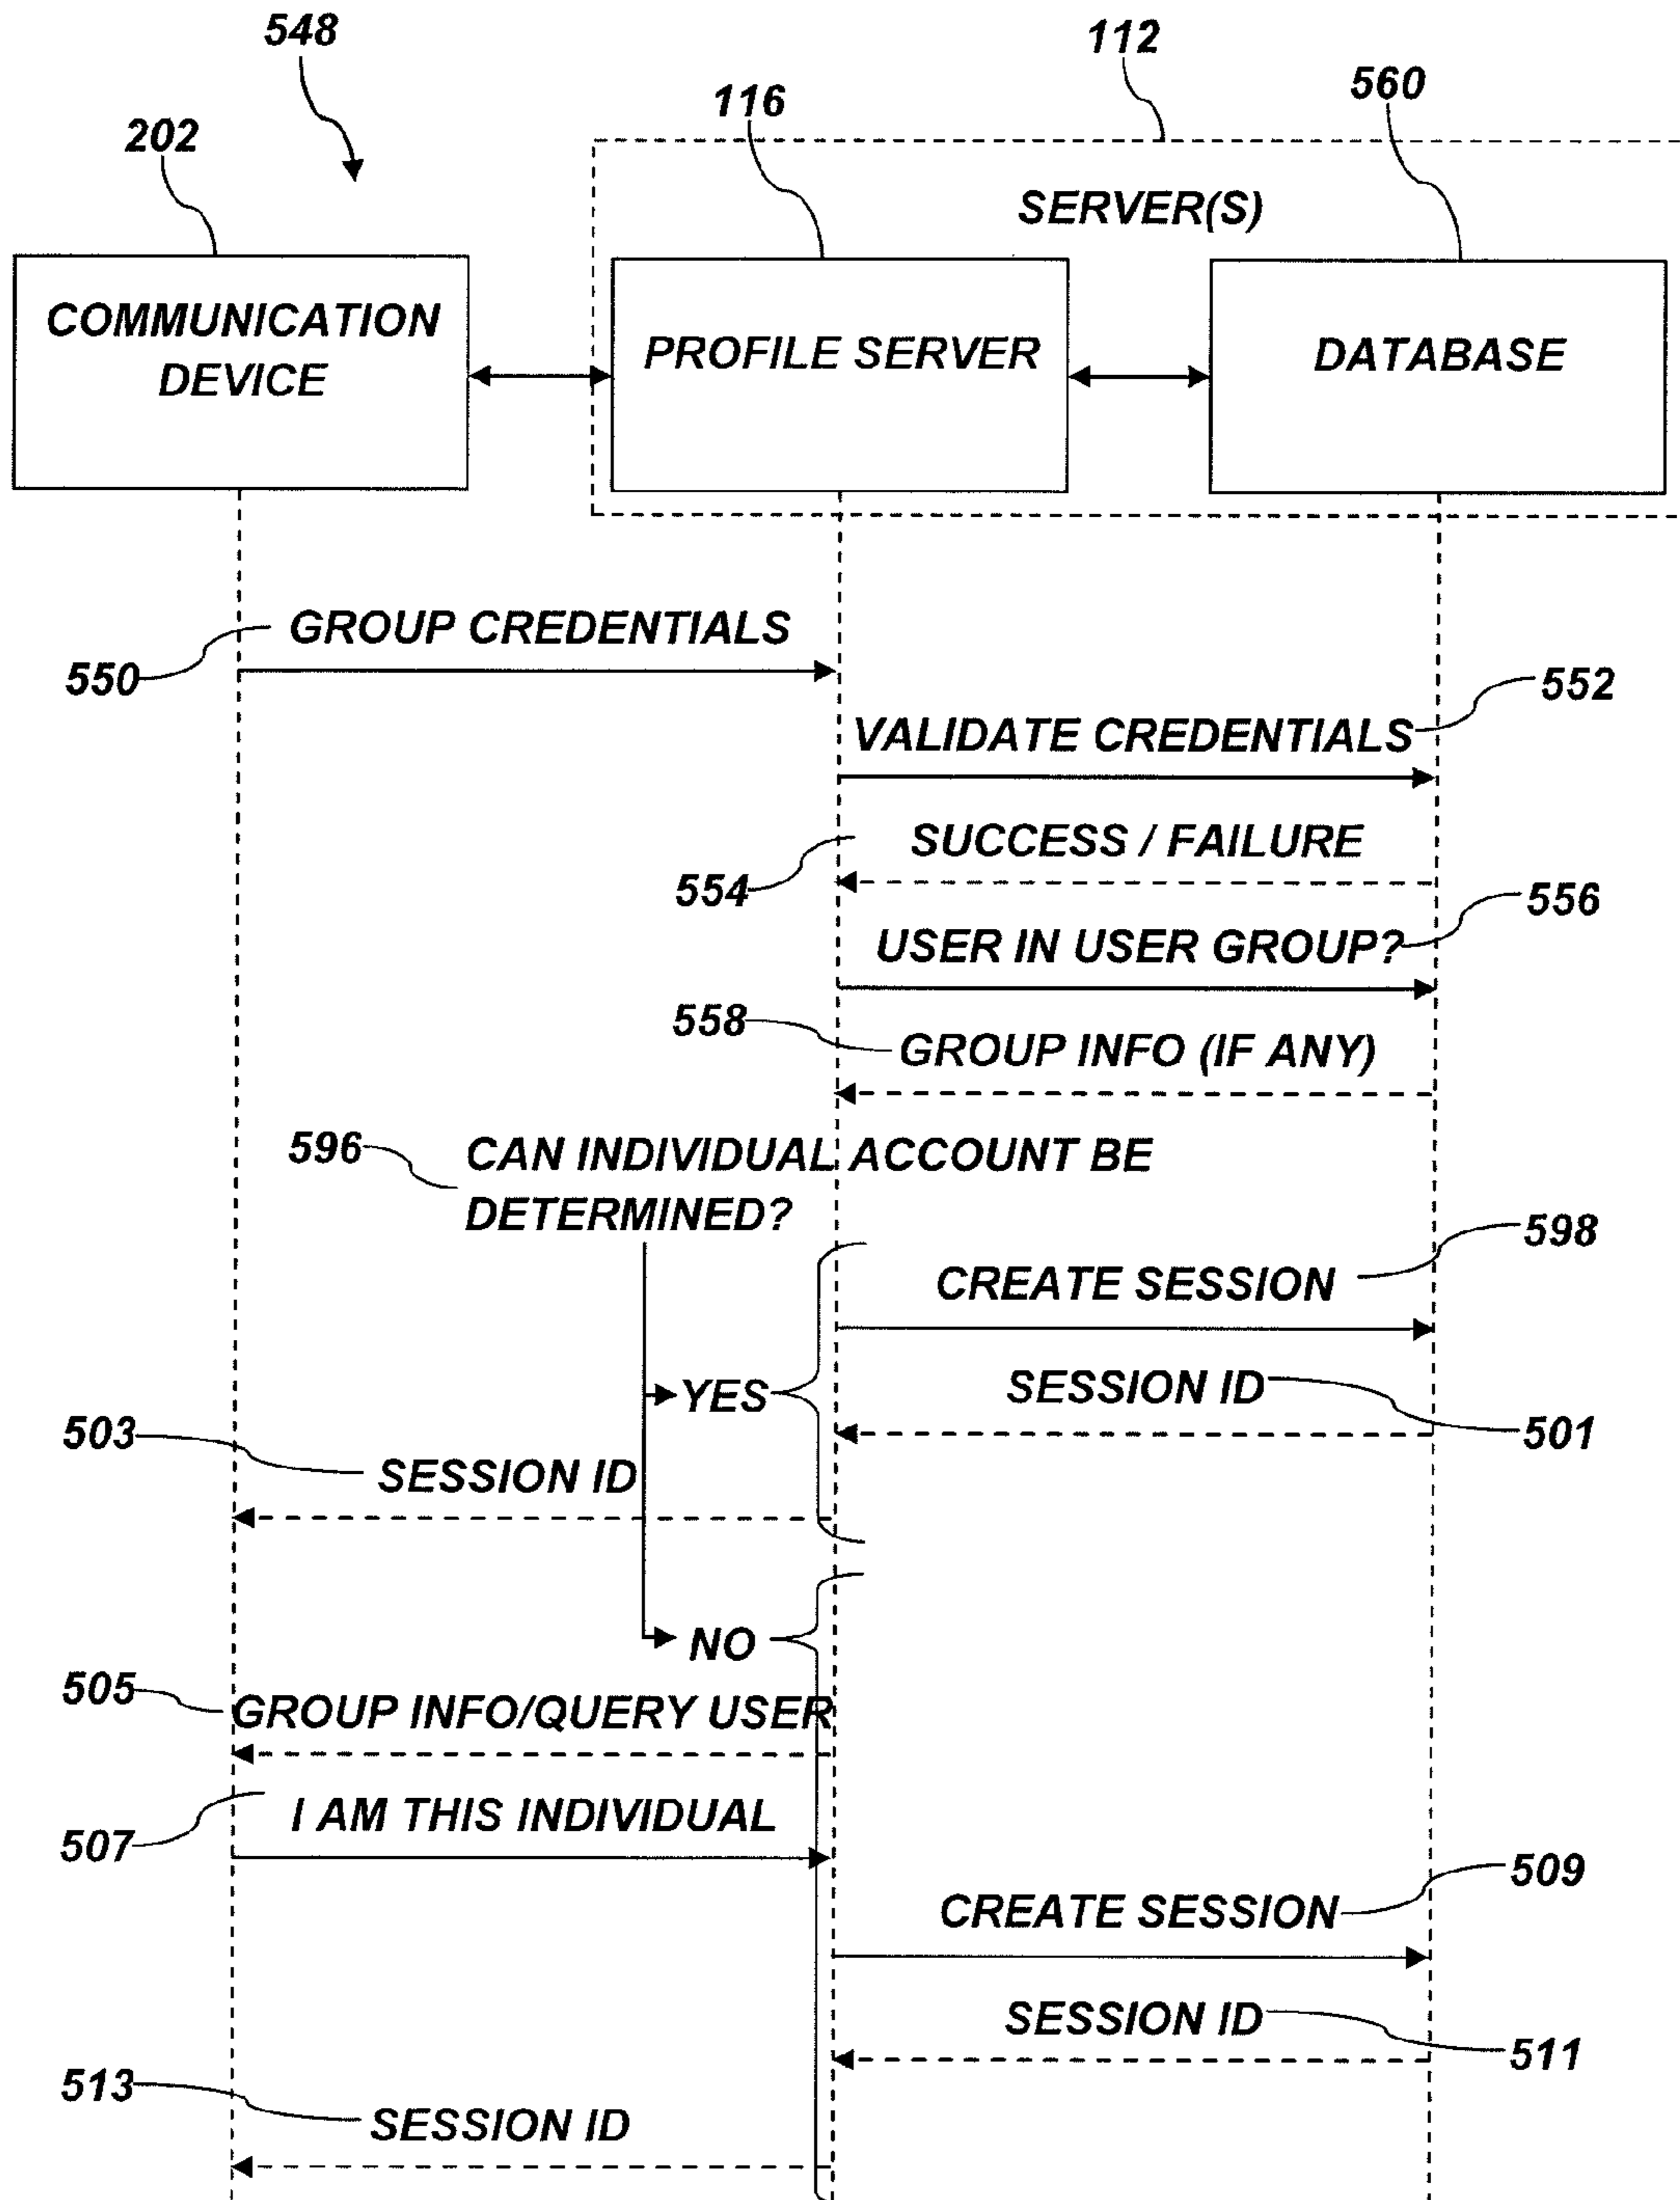 548
112
116
560
202
SERVER(S)
COMMUNICATION
DEVICE
PROFILE SERVER
DATABASE
GROUP CREDENTIALS
550
552
VALIDATE CREDENTIALS
SUCCESS / FAILURE
554
556
USER IN USER GROUP?
558
GROUP INFO (IF ANY)
596
CAN INDIVIDUAL ACCOUNT BE
DETERMINED?
598
CREATE SESSION
YES
SESSION ID
501
503
SESSION ID
NO
505
GROUP INFO/QUERY USER
I AM THIS INDIVIDUAL
507
509
CREATE SESSION
SESSION ID
511
513
SESSION ID